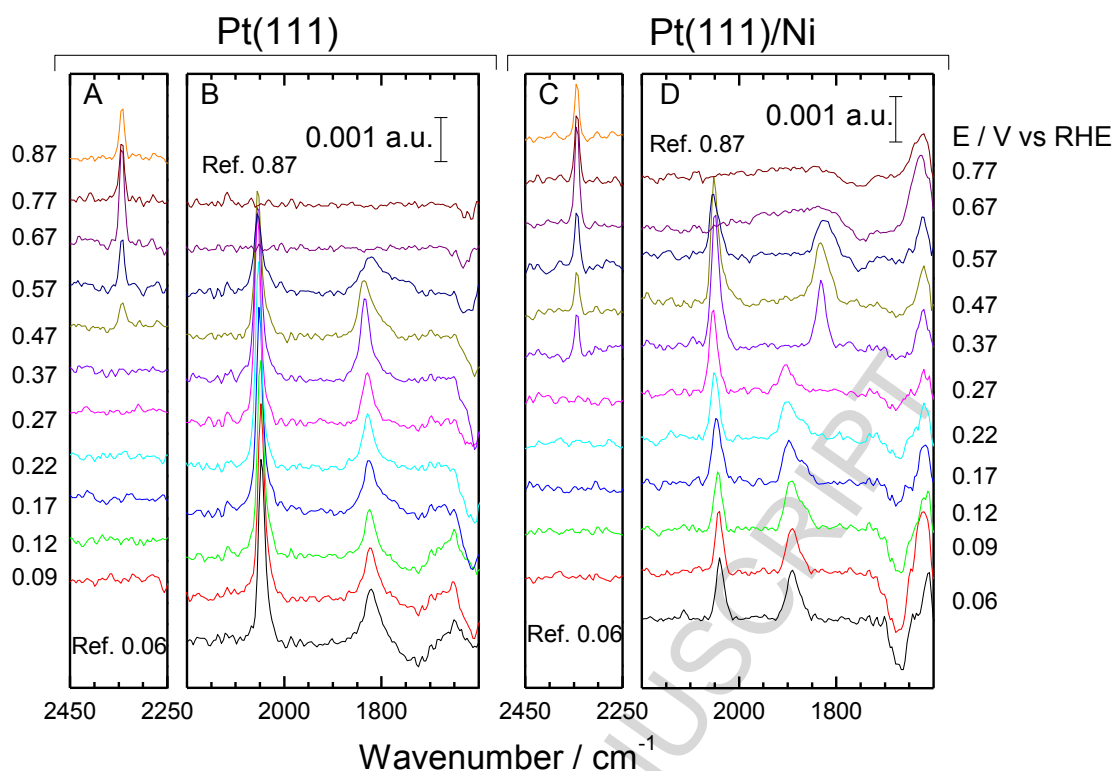 Pt(111)
Pt(111)/Ni
A
B
C
D
0.001 a.u.
0.001 a.u.
Ref. 0.87
Ref. 0.87
E / V vs RHE
0.87
0.77
0.67
0.57
0.47
0.37
0.27
0.22
0.17
0.12
0.09
0.77
0.67
0.57
0.47
0.37
0.27
0.22
0.17
0.12
0.09
0.06
Ref. 0.06
Ref. 0.06
2450
2250
2000
1800
2450
2250
2000
1800
Wavenumber / cm⁻¹
NUSCRIPT